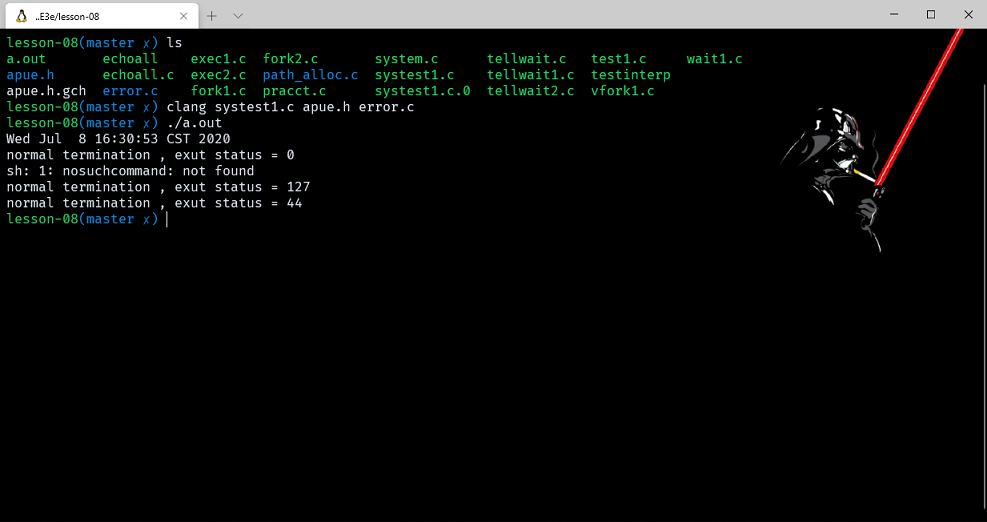 ..E3e/lesson-08
lesson-08(master x) ls
a.out echoall exec1.c fork2.c system.c tellwait.c test1.c wait1.c
apue.h echoall.c exec2.c path_alloc.c systest1.c tellwait1.c testinterp
apue.h.gch error.c fork1.c pracct.c systest1.c.0 tellwait2.c vfork1.c
lesson-08(master x) clang systest1.c apue.h error.c
lesson-08(master x) ./a.out
Wed Jul  8 16:30:53 CST 2020
normal termination , exut status = 0
sh: 1: nosuchcommand: not found
normal termination , exut status = 127
normal termination , exut status = 44
lesson-08(master x)